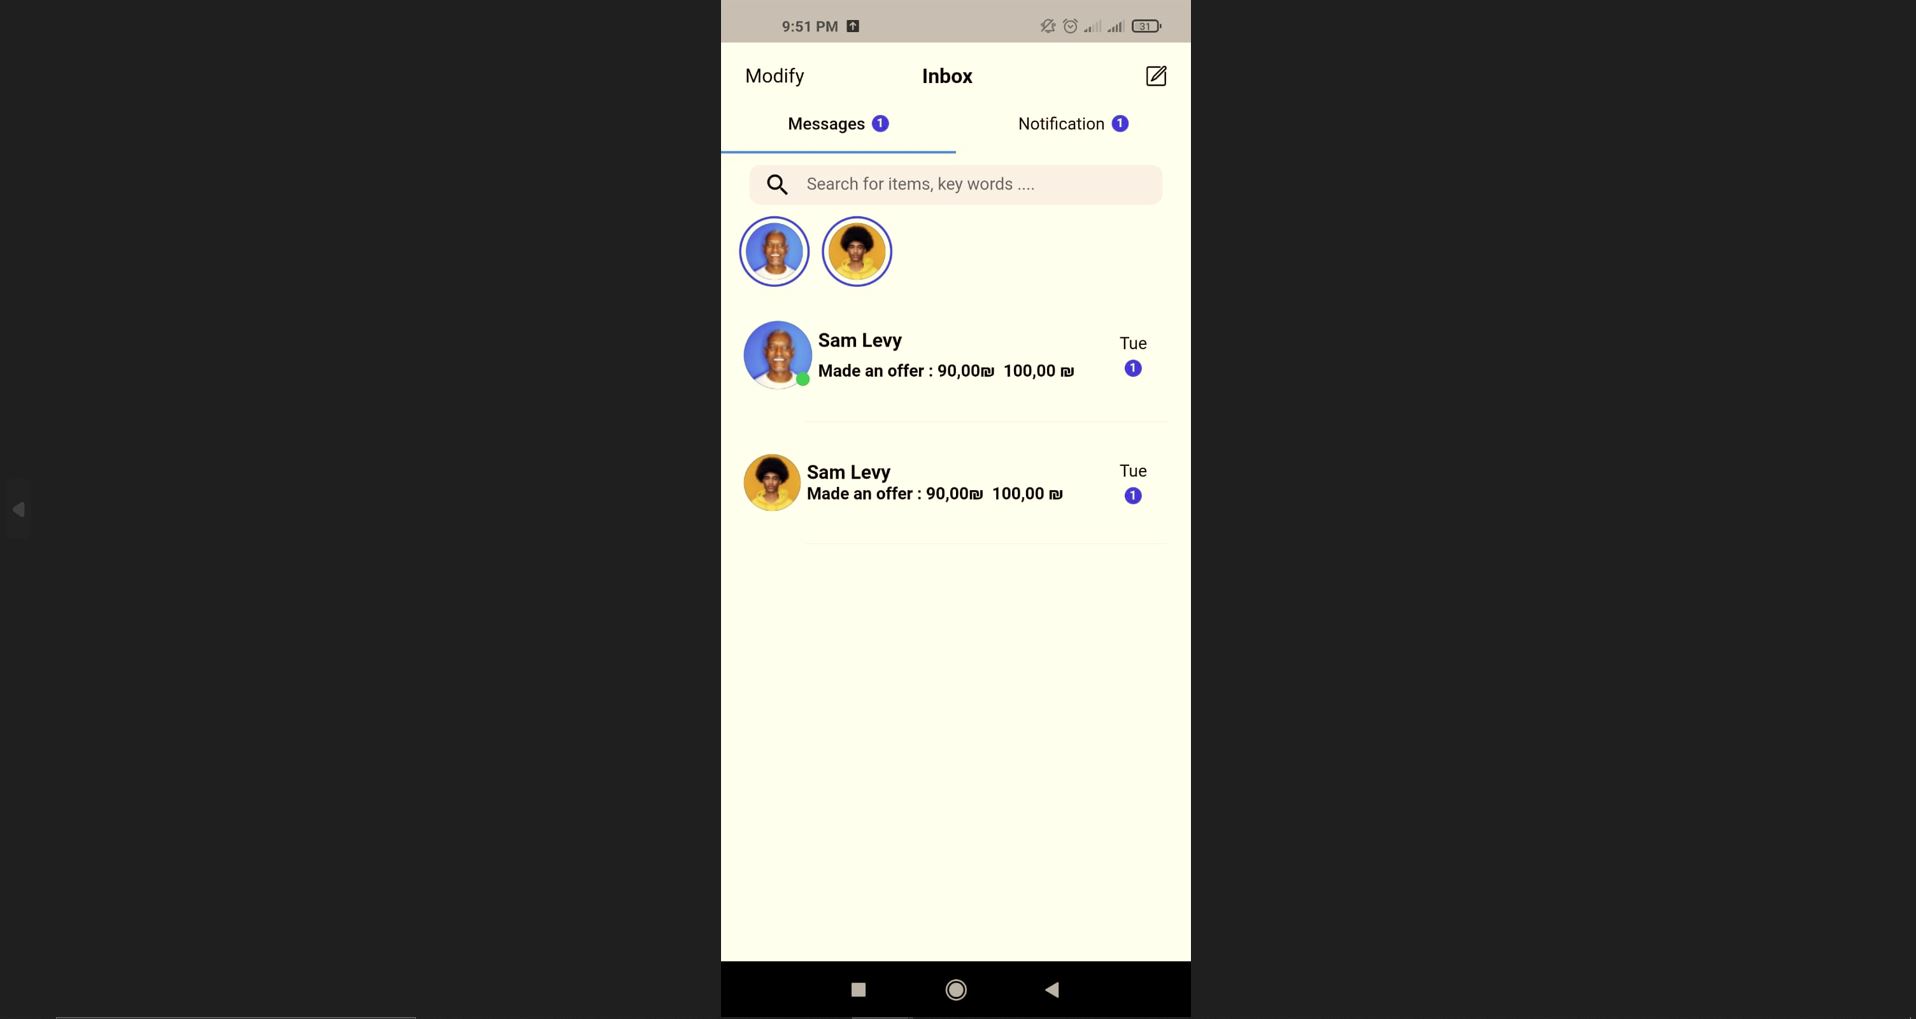 9:51 PM
31
Modify
Inbox
Messages 1
Notification 1
Search for items, key words ....
Sam Levy
Tue
Made an offer : 90,00₪ 100,00 ₪
1
Sam Levy
Tue
Made an offer : 90,00₪ 100,00 ₪
1